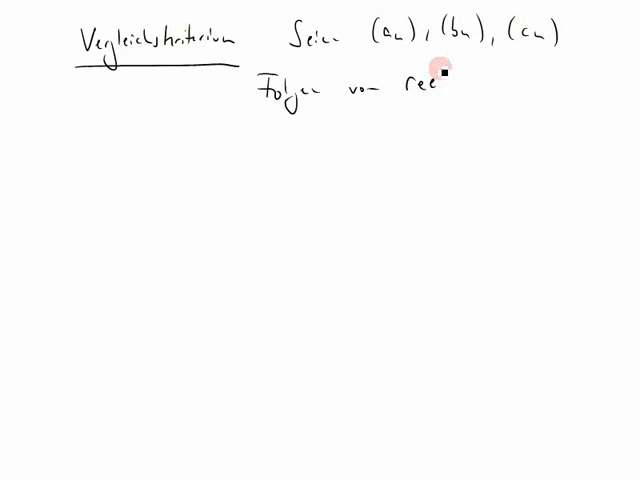 Vergleichskriterium Seien (an), (bn), (cn)
Folgen von ree